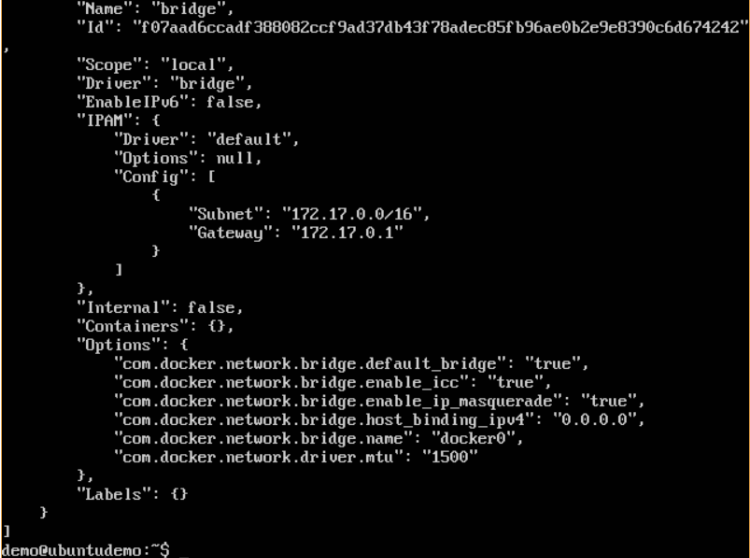 "Name": "bridge",
"Id": "f07aad6ccadf388082ccf9ad37db43f78adec85fb96ae0b2e9e8390c6d674242"
,
"Scope": "local",
"Driver": "bridge",
"EnableIPv6": false,
"IPAM": {
"Driver": "default",
"Options": null,
"Config": [
{
"Subnet": "172.17.0.0/16",
"Gateway": "172.17.0.1"
}
]
},
"Internal": false,
"Containers": {},
"Options": {
"com.docker.network.bridge.default_bridge": "true",
"com.docker.network.bridge.enable_icc": "true",
"com.docker.network.bridge.enable_ip_masquerade": "true",
"com.docker.network.bridge.host_binding_ipv4": "0.0.0.0",
"com.docker.network.bridge.name": "docker0",
"com.docker.network.driver.mtu": "1500"
},
"Labels": {}
}
]
demo@ubuntudemo:~$ _